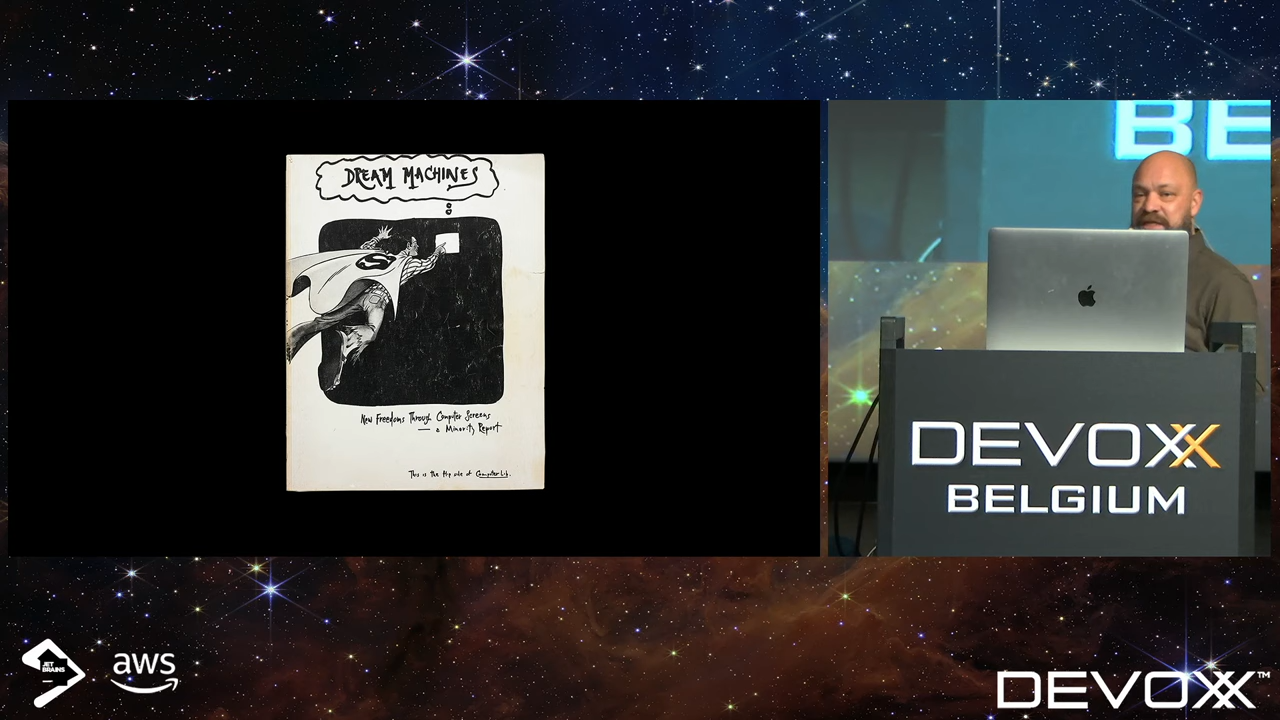 DREAM MACHINES
S
New Freedoms Through Computer Screens
— a Minority Report
This is the flip side of Computer Lib.
BE
DEVOXX
BELGIUM
JET
BRAINS
aws
DEVOXX™